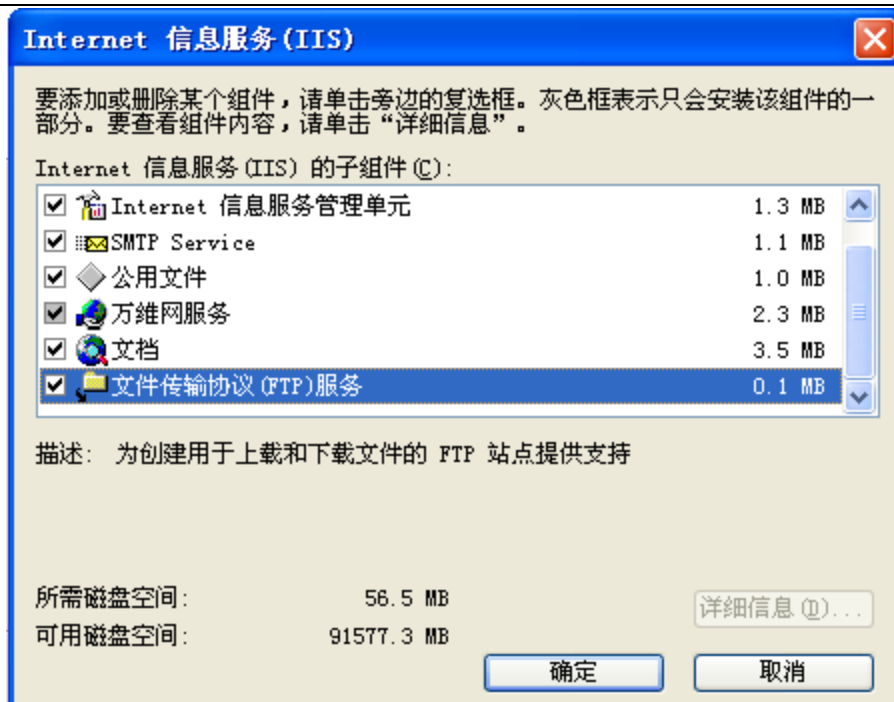 Internet 信息服务(IIS)
要添加或删除某个组件，请单击旁边的复选框。灰色框表示只会安装该组件的一
部分。要查看组件内容，请单击“详细信息”。
Internet 信息服务(IIS) 的子组件(C):
Internet 信息服务管理单元 1.3 MB
SMTP Service 1.1 MB
公用文件 1.0 MB
万维网服务 2.3 MB
文档 3.5 MB
文件传输协议(FTP)服务 0.1 MB
描述: 为创建用于上载和下载文件的 FTP 站点提供支持
所需磁盘空间: 56.5 MB
详细信息(D)...
可用磁盘空间: 91577.3 MB
确定 取消